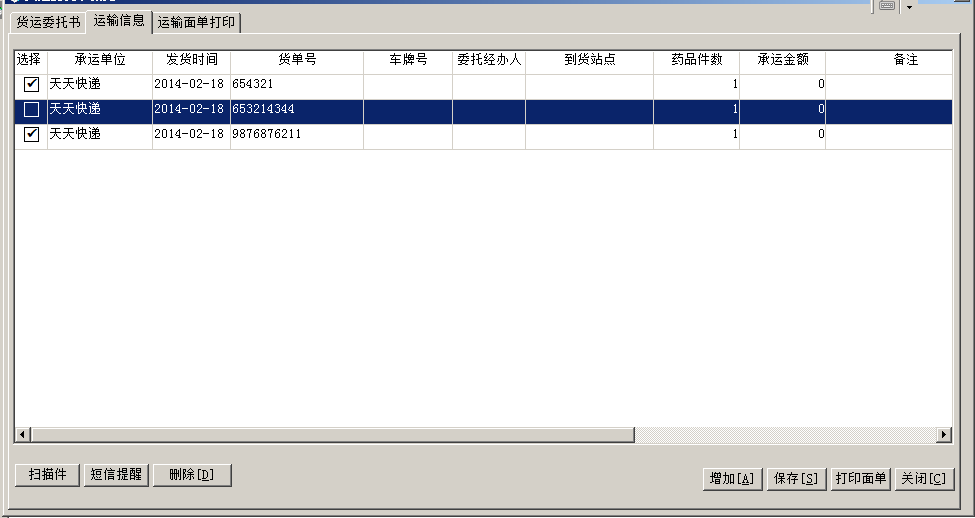 货运委托书 运输信息 运输面单打印
选择 承运单位 发货时间 货单号 车牌号 委托经办人 到货站点 药品件数 承运金额 备注
天天快递 2014-02-18 654321 1 0
天天快递 2014-02-18 653214344 1 0
天天快递 2014-02-18 9876876211 1 0
扫描件 短信提醒 删除[D] 增加[A] 保存[S] 打印面单 关闭[C]